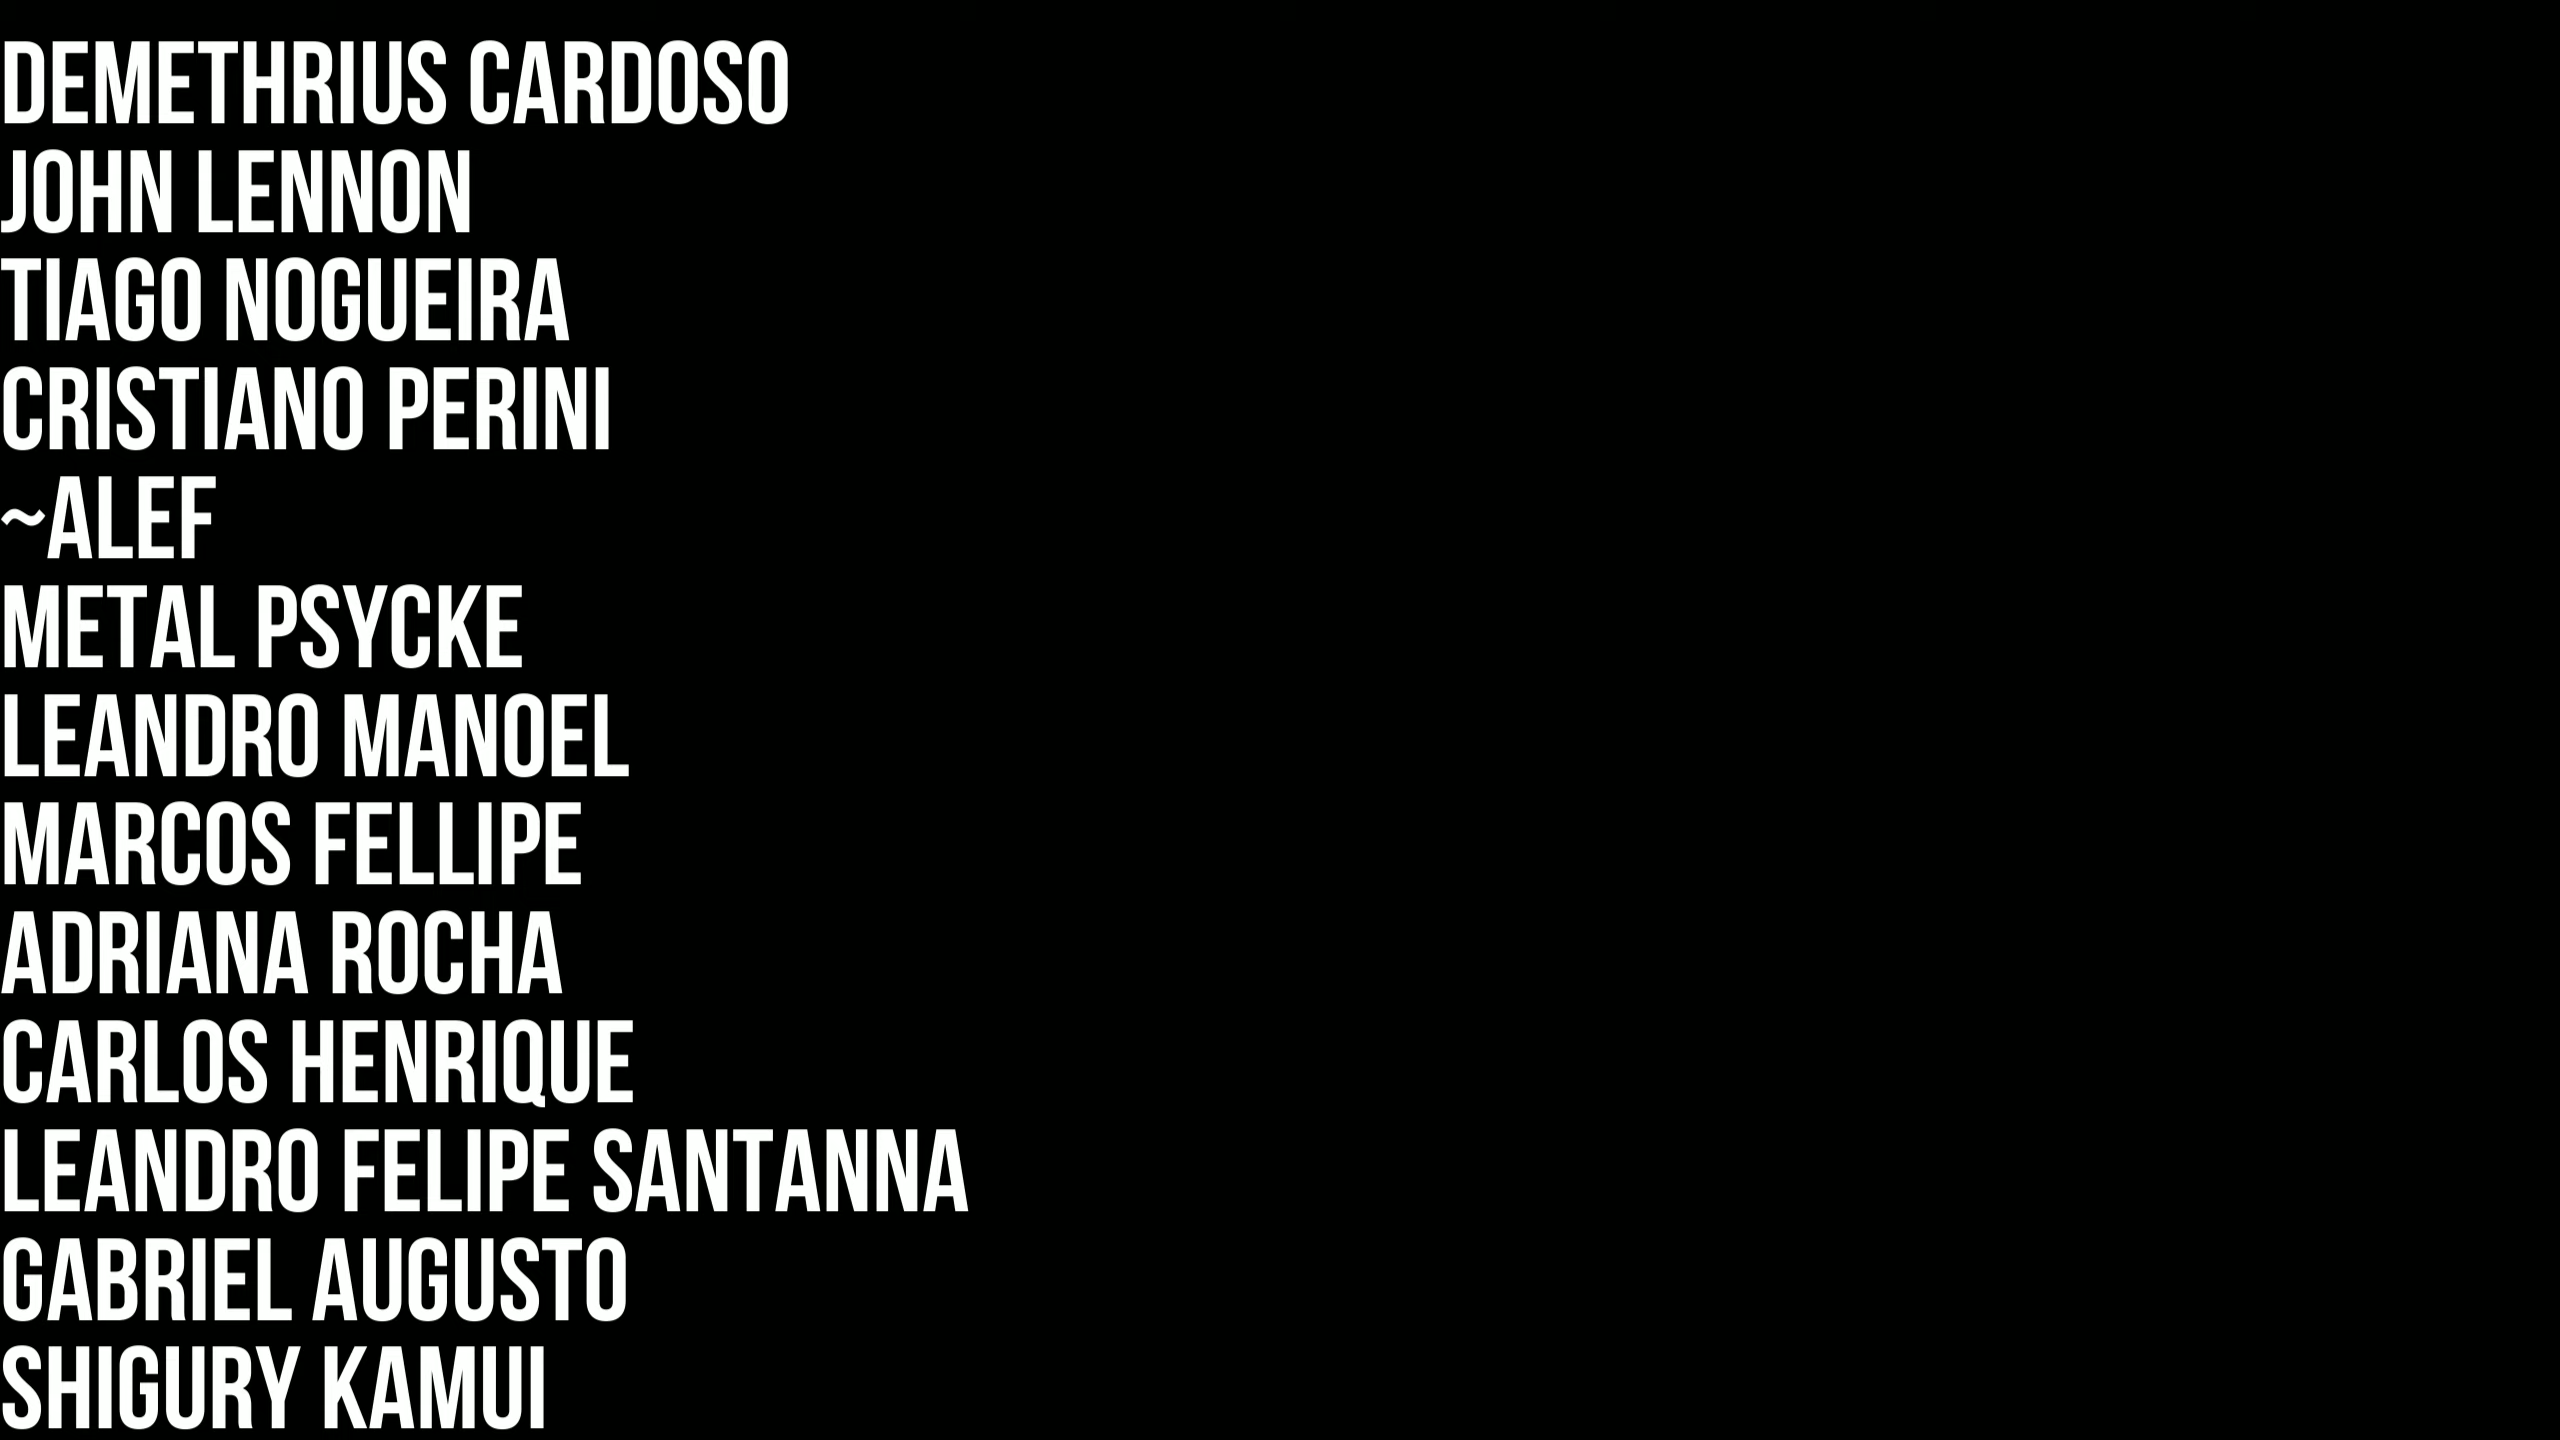 DEMETHRIUS CARDOSO
JOHN LENNON
TIAGO NOGUEIRA
CRISTIANO PERINI
~ALEF
METAL PSYCKE
LEANDRO MANOEL
MARCOS FELLIPE
ADRIANA ROCHA
CARLOS HENRIQUE
LEANDRO FELIPE SANTANNA
GABRIEL AUGUSTO
SHIGURY KAMUI